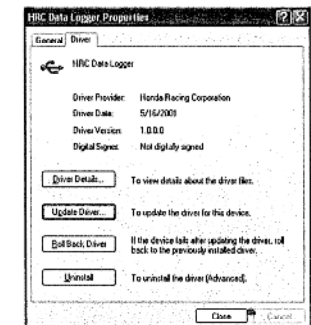 HRC Data Logger Properties
General Driver
HRC Data Logger
Driver Provider: Honda Racing Corporation
Driver Date: 5/16/2001
Driver Version: 1.0.0.0
Digital Signer: Not digitally signed
Driver Details... To view details about the driver files.
Update Driver... To update the driver for this device.
Roll Back Driver If the device fails after updating the driver, roll
back to the previously installed driver.
Uninstall To uninstall the driver (Advanced).
Close Cancel